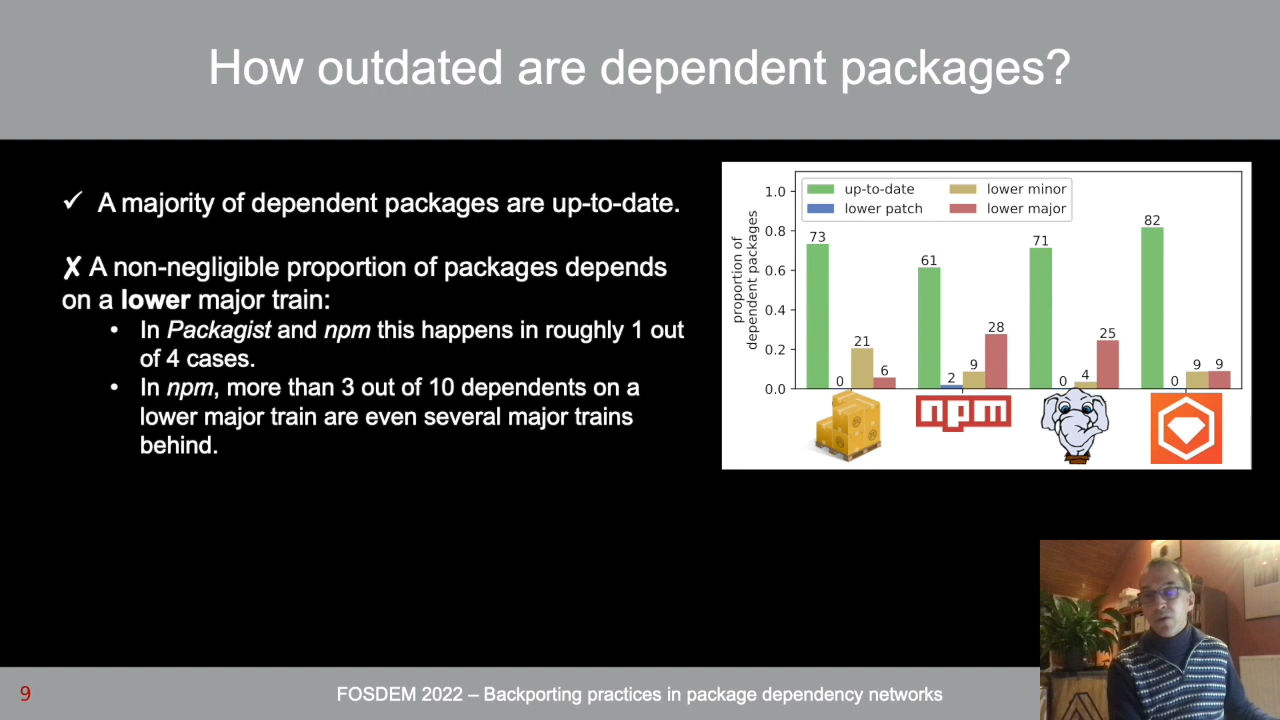 How outdated are dependent packages?
✓ A majority of dependent packages are up-to-date.
✗ A non-negligible proportion of packages depends
on a lower major train:
• In Packagist and npm this happens in roughly 1 out
of 4 cases.
• In npm, more than 3 out of 10 dependents on a
lower major train are even several major trains
behind.
proportion of
dependent packages
1.0
0.8
0.6
0.4
0.2
0.0
up-to-date
lower patch
lower minor
lower major
73
0
21
6
61
2
9
28
71
0
4
25
82
0
9
9
npm
9
FOSDEM 2022 – Backporting practices in package dependency networks